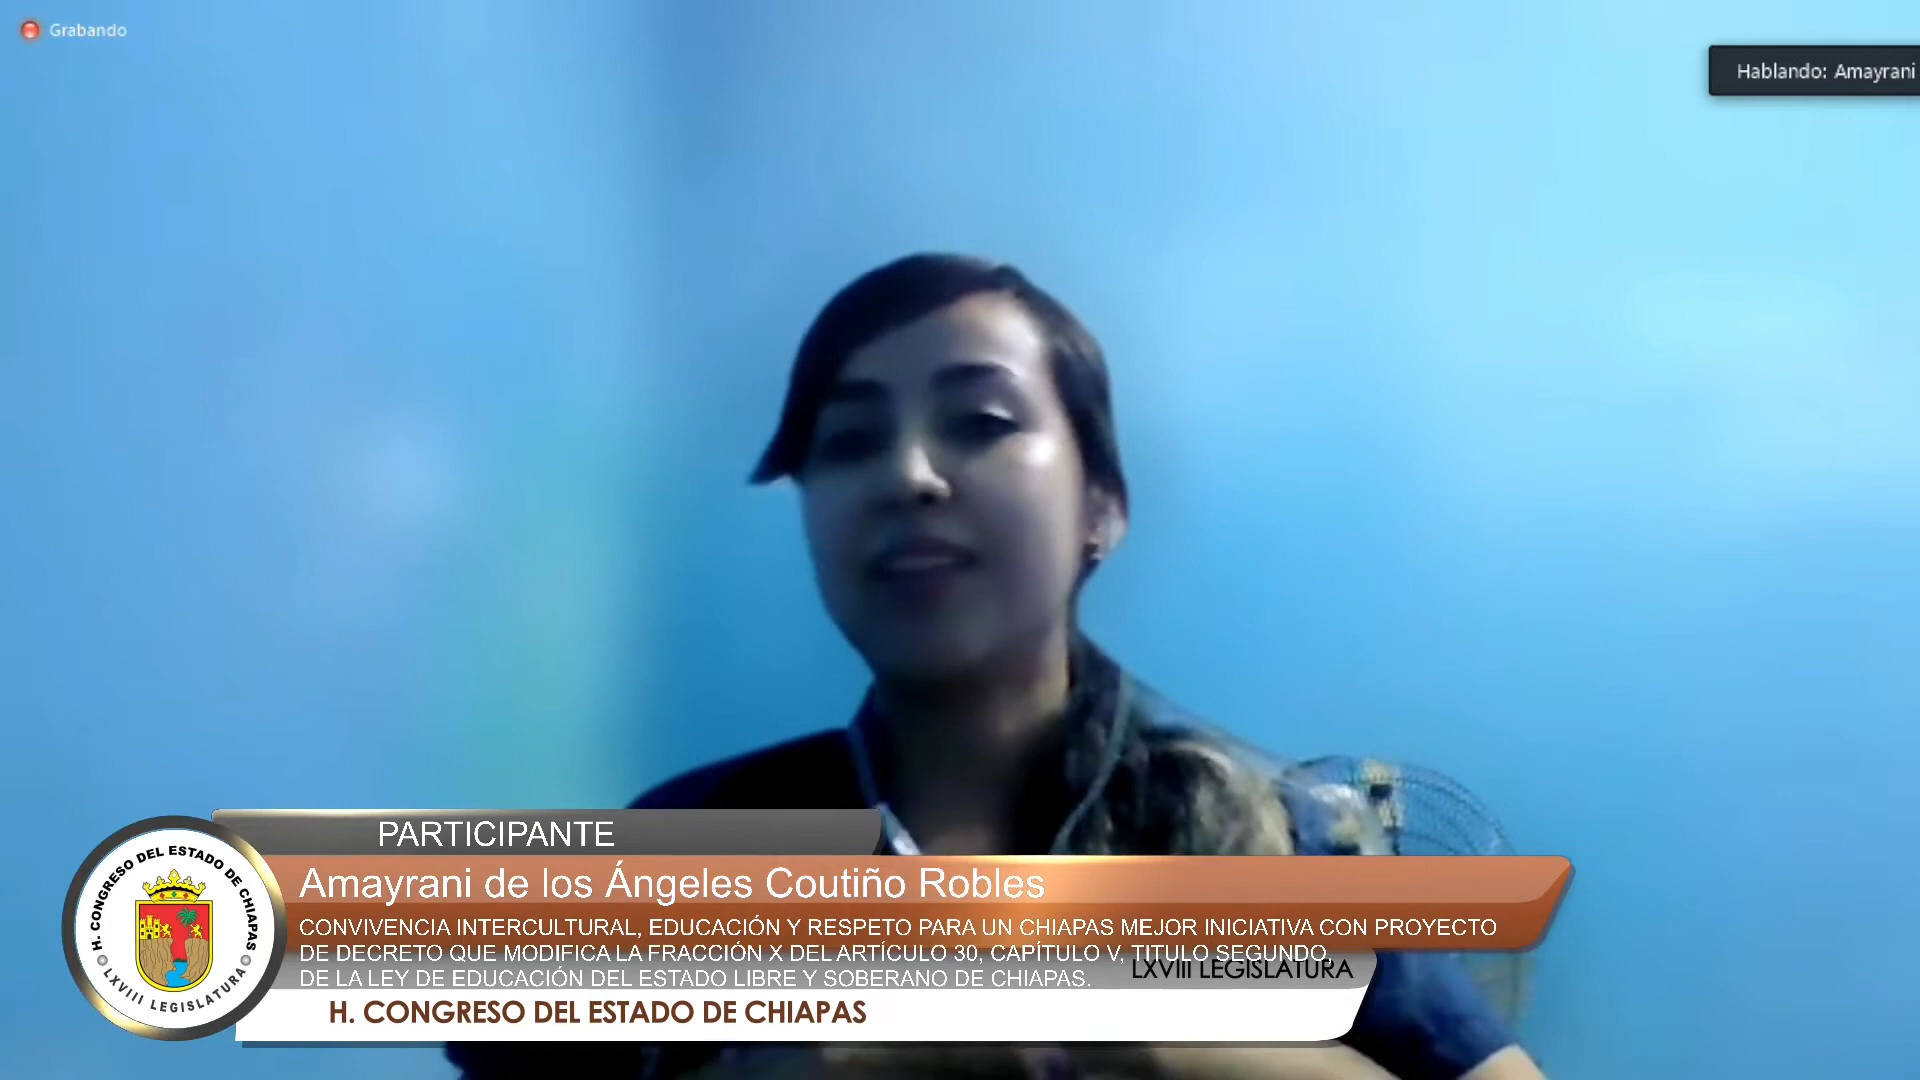 Grabando
Hablando: Amayrani
PARTICIPANTE
Amayrani de los Ángeles Coutiño Robles
CONVIVENCIA INTERCULTURAL, EDUCACIÓN Y RESPETO PARA UN CHIAPAS MEJOR INICIATIVA CON PROYECTO
DE DECRETO QUE MODIFICA LA FRACCIÓN X DEL ARTÍCULO 30, CAPÍTULO V, TITULO SEGUNDO,
DE LA LEY DE EDUCACIÓN DEL ESTADO LIBRE Y SOBERANO DE CHIAPAS.
LXVIII LEGISLATURA
H. CONGRESO DEL ESTADO DE CHIAPAS
H. CONGRESO DEL ESTADO DE CHIAPAS
LXVIII LEGISLATURA